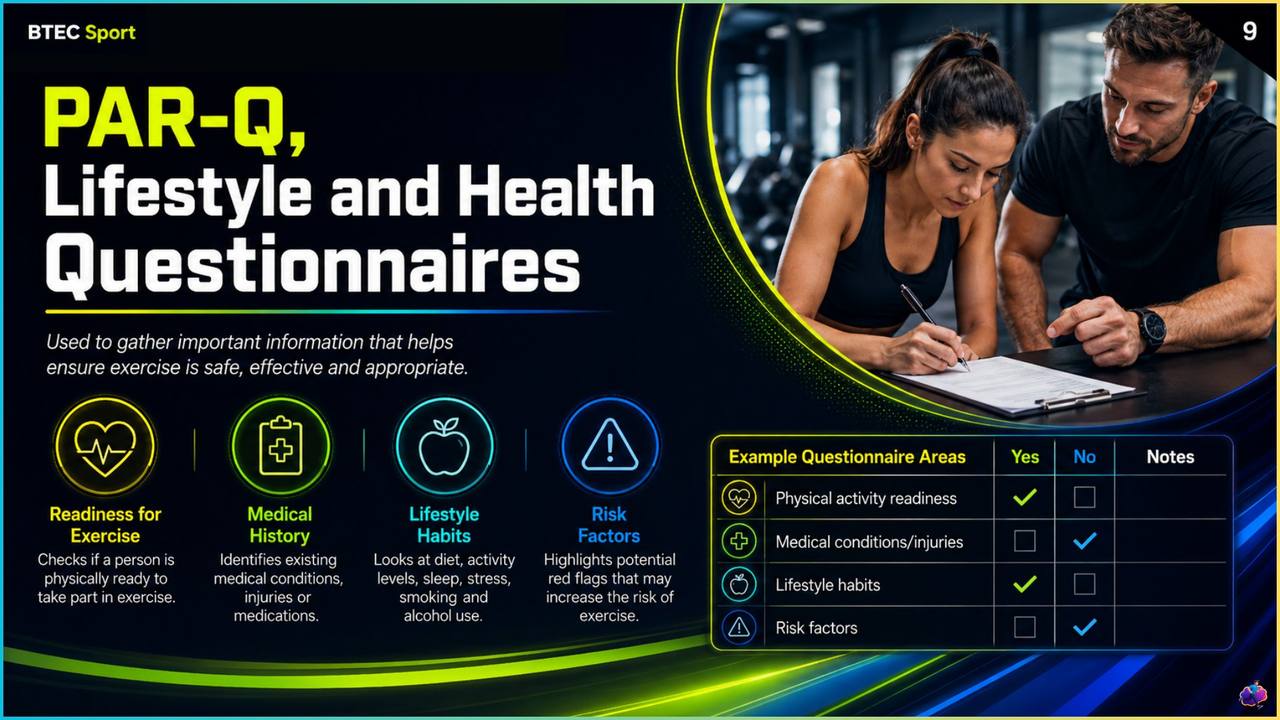 BTEC Sport
9
PAR-Q,
Lifestyle and Health
Questionnaires
Used to gather important information that helps
ensure exercise is safe, effective and appropriate.
Readiness for
Exercise
Checks if a person is
physically ready to
take part in exercise.
Medical
History
Identifies existing
medical conditions,
injuries or
medications.
Lifestyle
Habits
Looks at diet, activity
levels, sleep, stress,
smoking and
alcohol use.
Risk
Factors
Highlights potential
red flags that may
increase the risk of
exercise.
Example Questionnaire Areas Yes No Notes
Physical activity readiness
Medical conditions/injuries
Lifestyle habits
Risk factors